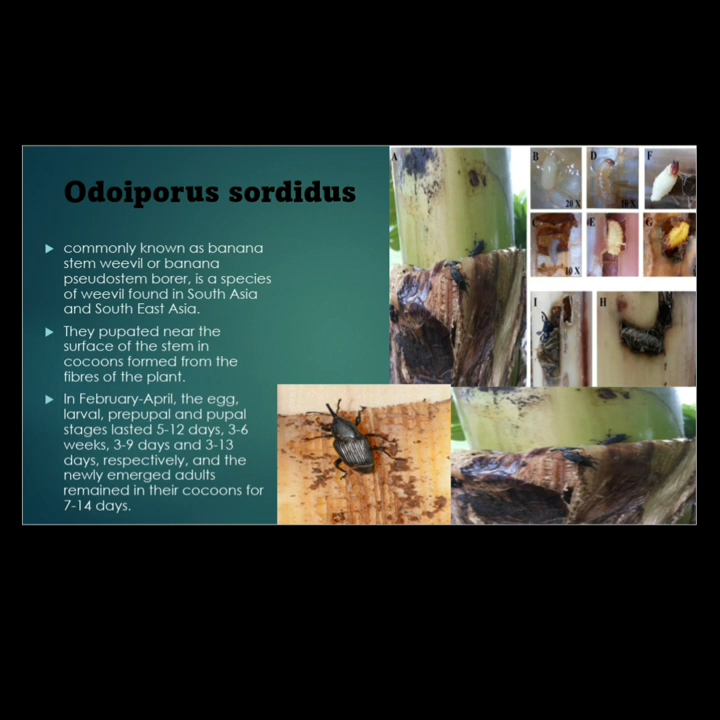 Odoiporus sordidus
commonly known as banana
stem weevil or banana
pseudostem borer, is a species
of weevil found in South Asia
and South East Asia.
They pupated near the
surface of the stem in
cocoons formed from the
fibres of the plant.
In February-April, the egg,
larval, prepupal and pupal
stages lasted 5-12 days, 3-6
weeks, 3-9 days and 3-13
days, respectively, and the
newly emerged adults
remained in their cocoons for
7-14 days.
A
B
20 X
D
10 X
F
C
10 X
E
G
I
H